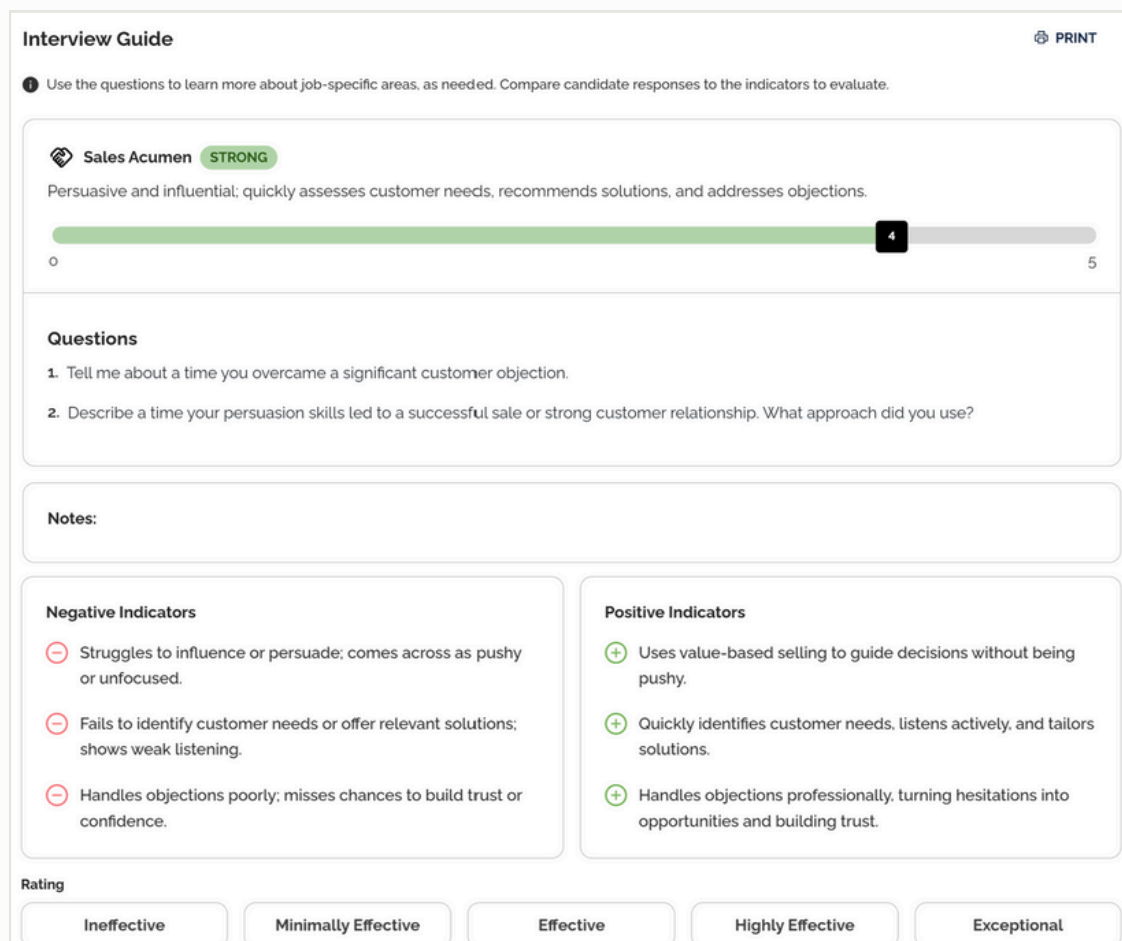 Interview Guide
PRINT
Use the questions to learn more about job-specific areas, as needed. Compare candidate responses to the indicators to evaluate.
Sales Acumen STRONG
Persuasive and influential; quickly assesses customer needs, recommends solutions, and addresses objections.
4
0
5
Questions
1. Tell me about a time you overcame a significant customer objection.
2. Describe a time your persuasion skills led to a successful sale or strong customer relationship. What approach did you use?
Notes:
Negative Indicators
Struggles to influence or persuade; comes across as pushy
or unfocused.
Fails to identify customer needs or offer relevant solutions;
shows weak listening.
Handles objections poorly; misses chances to build trust or
confidence.
Positive Indicators
Uses value-based selling to guide decisions without being
pushy.
Quickly identifies customer needs, listens actively, and tailors
solutions.
Handles objections professionally, turning hesitations into
opportunities and building trust.
Rating
Ineffective
Minimally Effective
Effective
Highly Effective
Exceptional